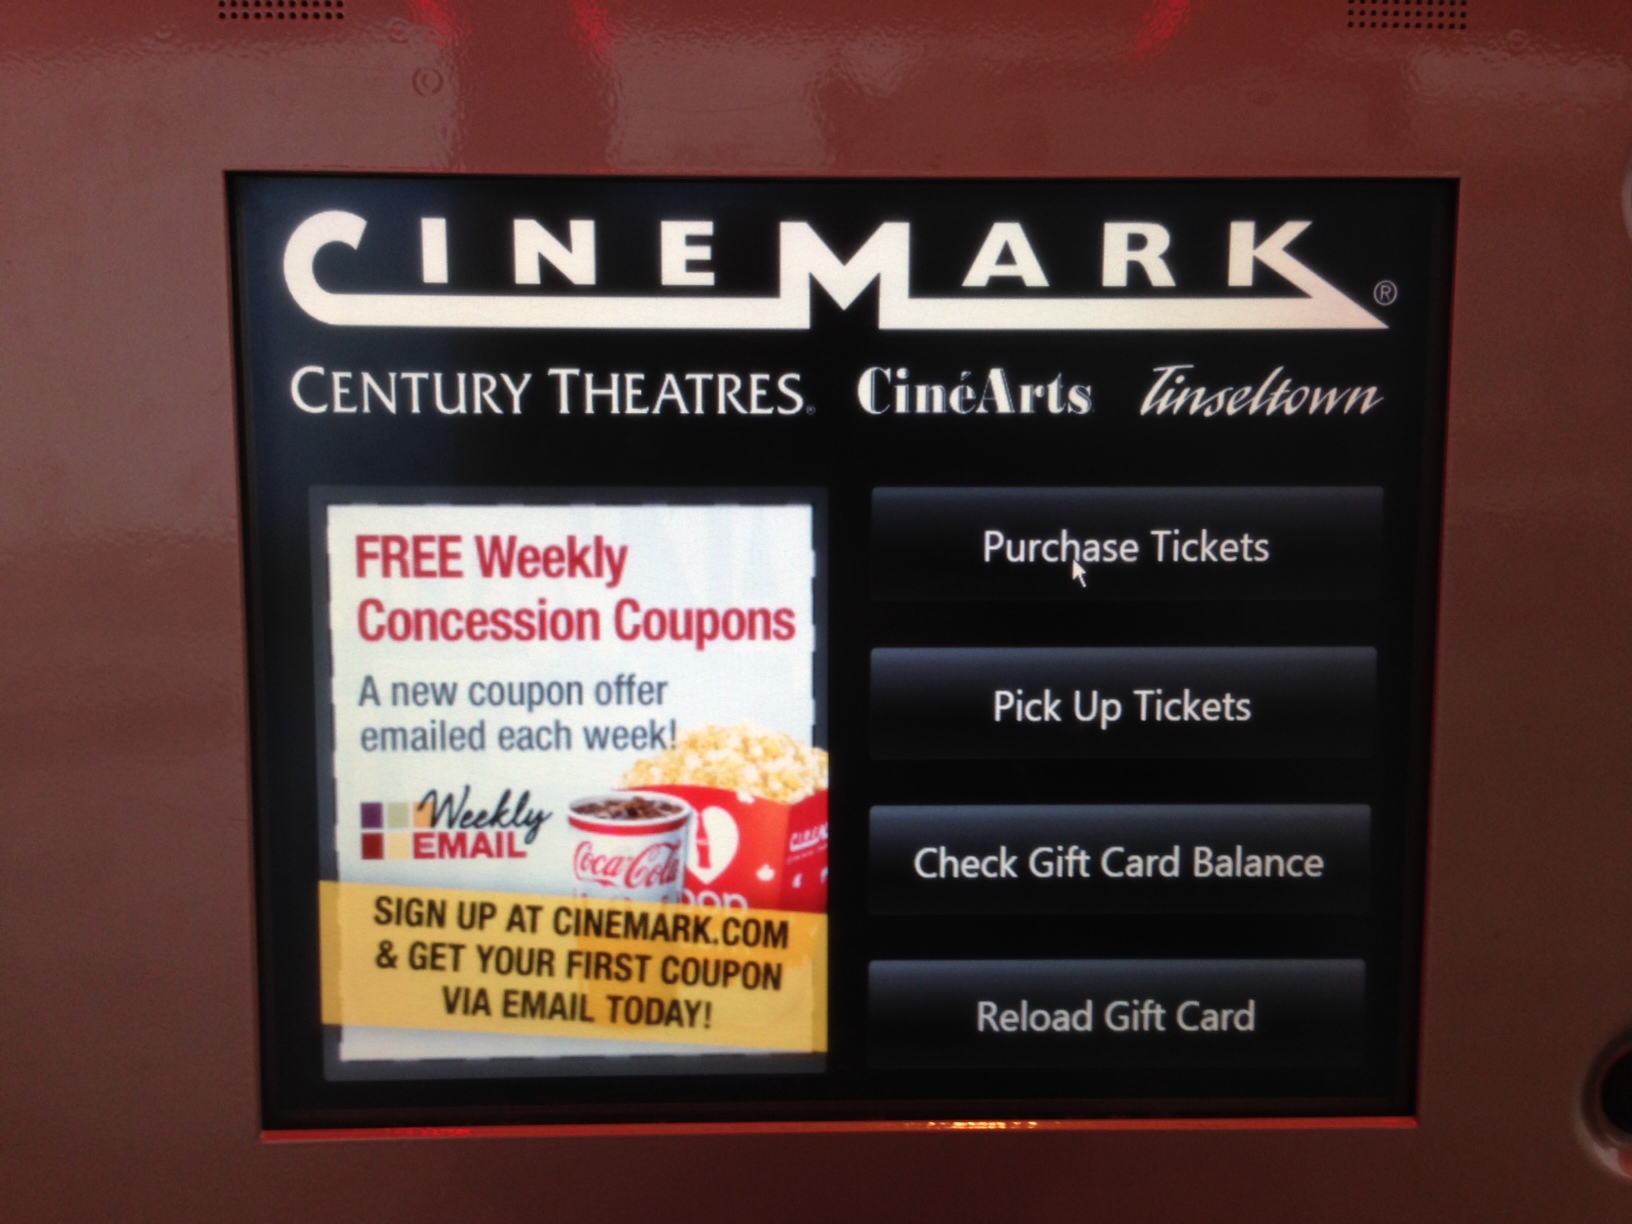 CINEMARK®
CENTURY THEATRES® CinéArts Tinseltown
FREE Weekly
Concession Coupons
A new coupon offer
emailed each week!
Weekly
EMAIL
Coca-Cola
SIGN UP AT CINEMARK.COM
& GET YOUR FIRST COUPON
VIA EMAIL TODAY!
Purchase Tickets
Pick Up Tickets
Check Gift Card Balance
Reload Gift Card